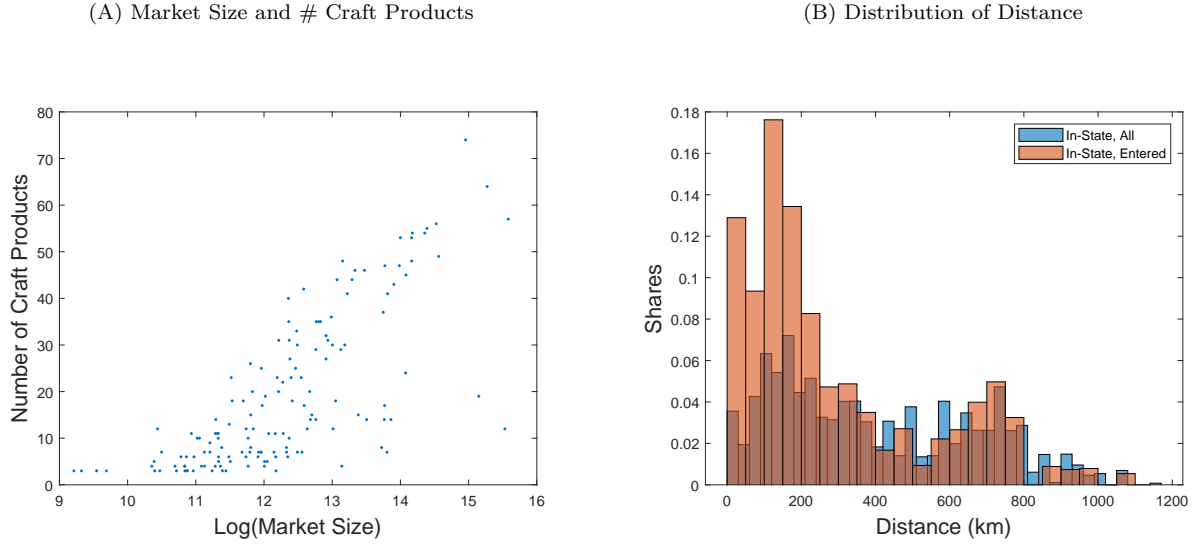 (A) Market Size and # Craft Products
(B) Distribution of Distance
80
70
60
50
40
30
20
10
0
Number of Craft Products
9 10 11 12 13 14 15 16
Log(Market Size)
0.18
0.16
0.14
0.12
0.1
0.08
0.06
0.04
0.02
0
Shares
In-State, All
In-State, Entered
0 200 400 600 800 1000 1200
Distance (km)